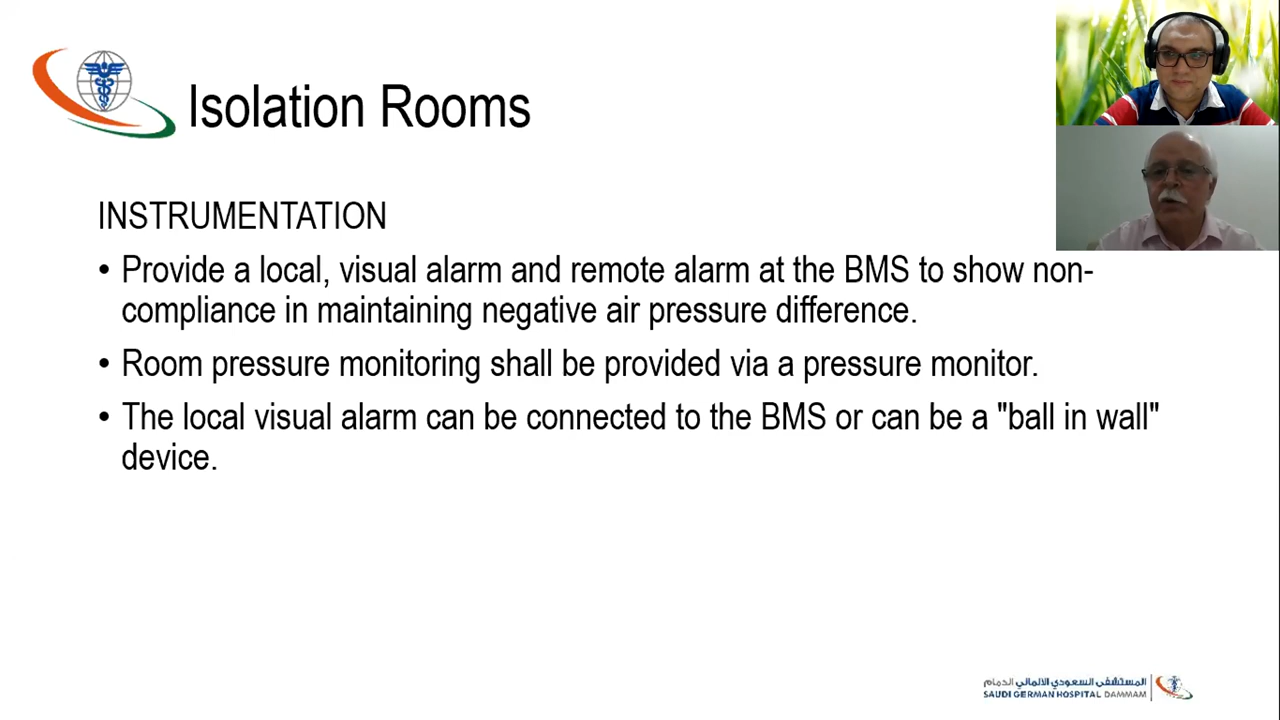 Isolation Rooms
INSTRUMENTATION
• Provide a local, visual alarm and remote alarm at the BMS to show non-
compliance in maintaining negative air pressure difference.
• Room pressure monitoring shall be provided via a pressure monitor.
• The local visual alarm can be connected to the BMS or can be a "ball in wall"
device.
المستشفى السعودي الألماني الدمام
SAUDI GERMAN HOSPITAL DAMMAM